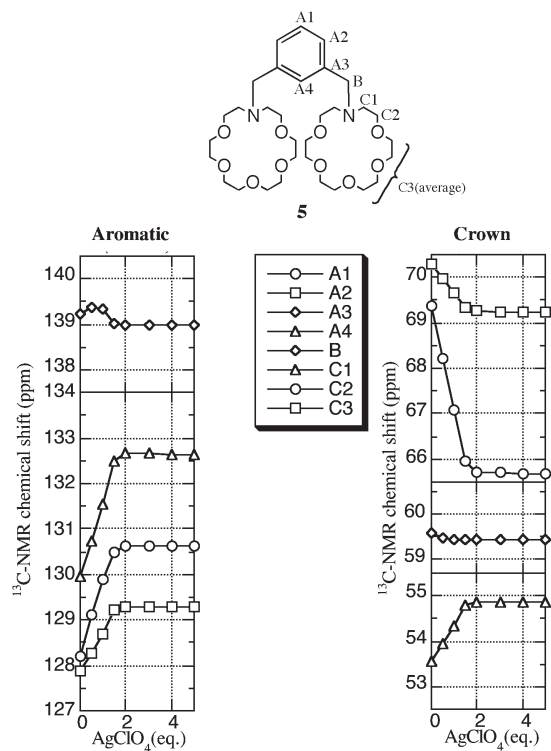 A1
A2
A3
A4
B
N
N
C1
C2
O
O
O
O
O
O
O
O
O
O
C3(average)
5
Aromatic
140
139
138
134
133
132
131
130
129
128
127
¹³C-NMR chemical shift (ppm)
0
2
4
AgClO₄(eq.)
A1
A2
A3
A4
B
C1
C2
C3
Crown
70
69
68
67
66
60
59
55
54
53
¹³C-NMR chemical shift (ppm)
0
2
4
AgClO₄(eq.)